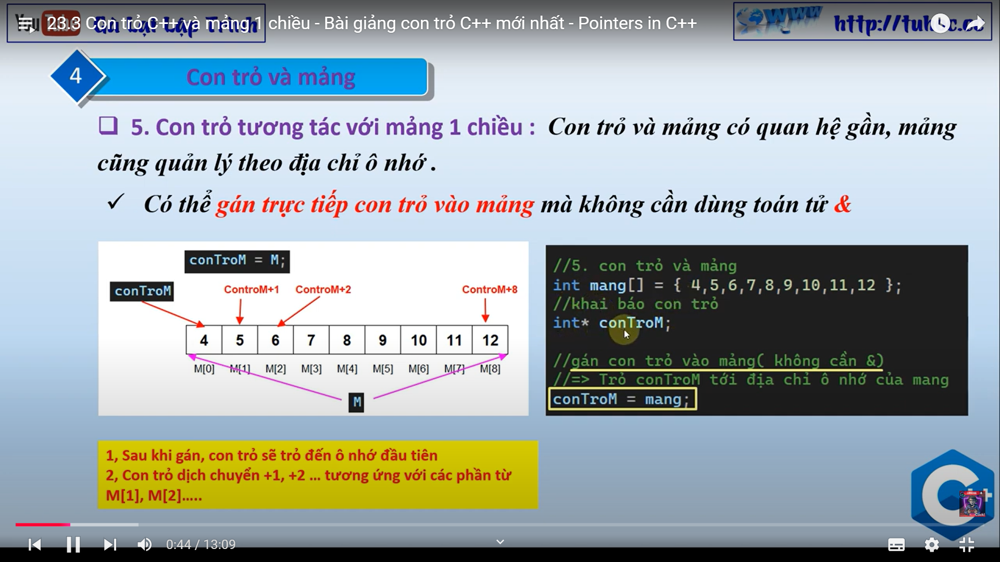 23.3 Con trỏ C++ và mảng 1 chiều - Bài giảng con trỏ C++ mới nhất - Pointers in C++
You Tube
WWW
4
Con trỏ và mảng
5. Con trỏ tương tác với mảng 1 chiều : Con trỏ và mảng có quan hệ gần, mảng
cũng quản lý theo địa chỉ ô nhớ .
✓ Có thể gán trực tiếp con trỏ vào mảng mà không cần dùng toán tử &
conTroM = M;
conTroM
ControM+1 ControM+2 ControM+8
4 5 6 7 8 9 10 11 12
M[0] M[1] M[2] M[3] M[4] M[5] M[6] M[7] M[8]
M
//5. con trỏ và mảng
int mang[] = { 4,5,6,7,8,9,10,11,12 };
//khai báo con trỏ
int* conTroM;
//gán con trỏ vào mảng( không cần &)
//=> Trỏ conTroM tới địa chỉ ô nhớ của mang
conTroM = mang;
1, Sau khi gán, con trỏ sẽ trỏ đến ô nhớ đầu tiên
2, Con trỏ dịch chuyển +1, +2 ... tương ứng với các phần từ
M[1], M[2].....
C++
0:44 / 13:09